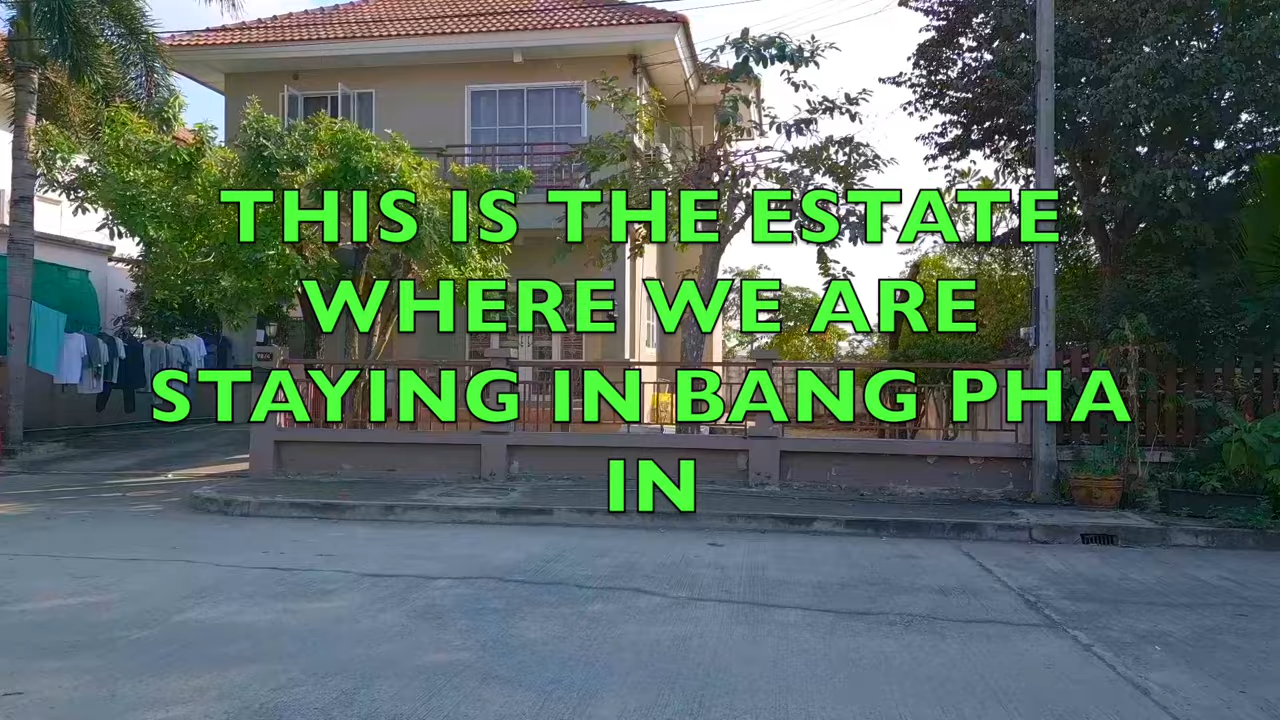 THIS IS THE ESTATE
WHERE WE ARE
STAYING IN BANG PHA
IN